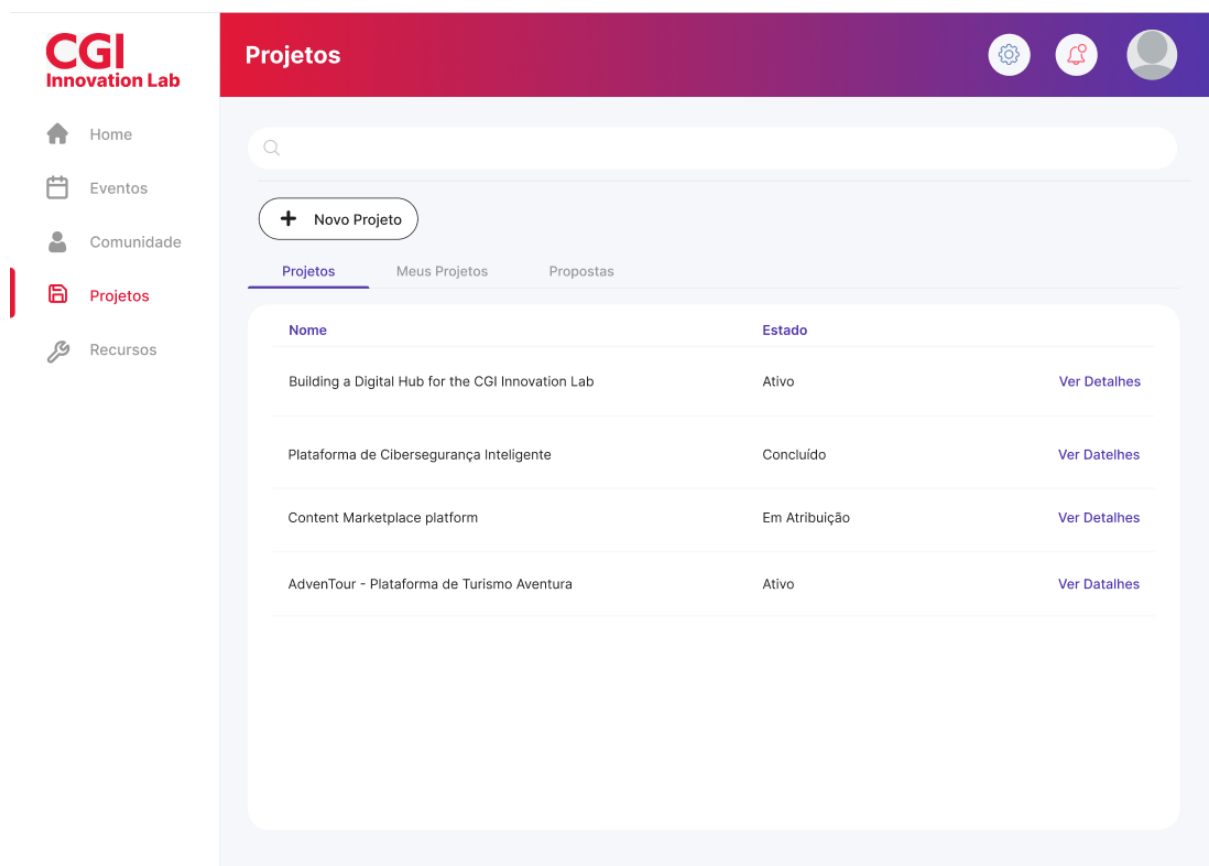 CGI
Innovation Lab
Projetos
Home
Eventos
Comunidade
Projetos
Recursos
Novo Projeto
Projetos Meus Projetos Propostas
Nome Estado
Building a Digital Hub for the CGI Innovation Lab Ativo Ver Detalhes
Plataforma de Cibersegurança Inteligente Concluído Ver Datelhes
Content Marketplace platform Em Atribuição Ver Detalhes
AdvenTour - Plataforma de Turismo Aventura Ativo Ver Datalhes